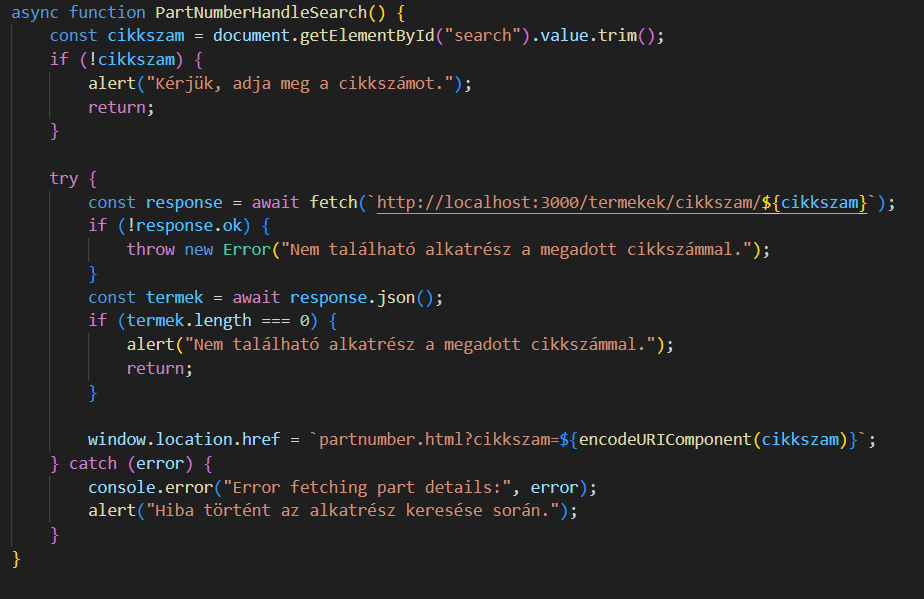 async function PartNumberHandleSearch() {
    const cikkszam = document.getElementById("search").value.trim();
    if (!cikkszam) {
        alert("Kérjük, adja meg a cikkszámot.");
        return;
    }

    try {
        const response = await fetch(`http://localhost:3000/termekek/cikkszam/${cikkszam}`);
        if (!response.ok) {
            throw new Error("Nem található alkatrész a megadott cikkszámmal.");
        }
        const termek = await response.json();
        if (termek.length === 0) {
            alert("Nem található alkatrész a megadott cikkszámmal.");
            return;
        }

        window.location.href = `partnumber.html?cikkszam=${encodeURIComponent(cikkszam)}`;
    } catch (error) {
        console.error("Error fetching part details:", error);
        alert("Hiba történt az alkatrész keresése során.");
    }
}